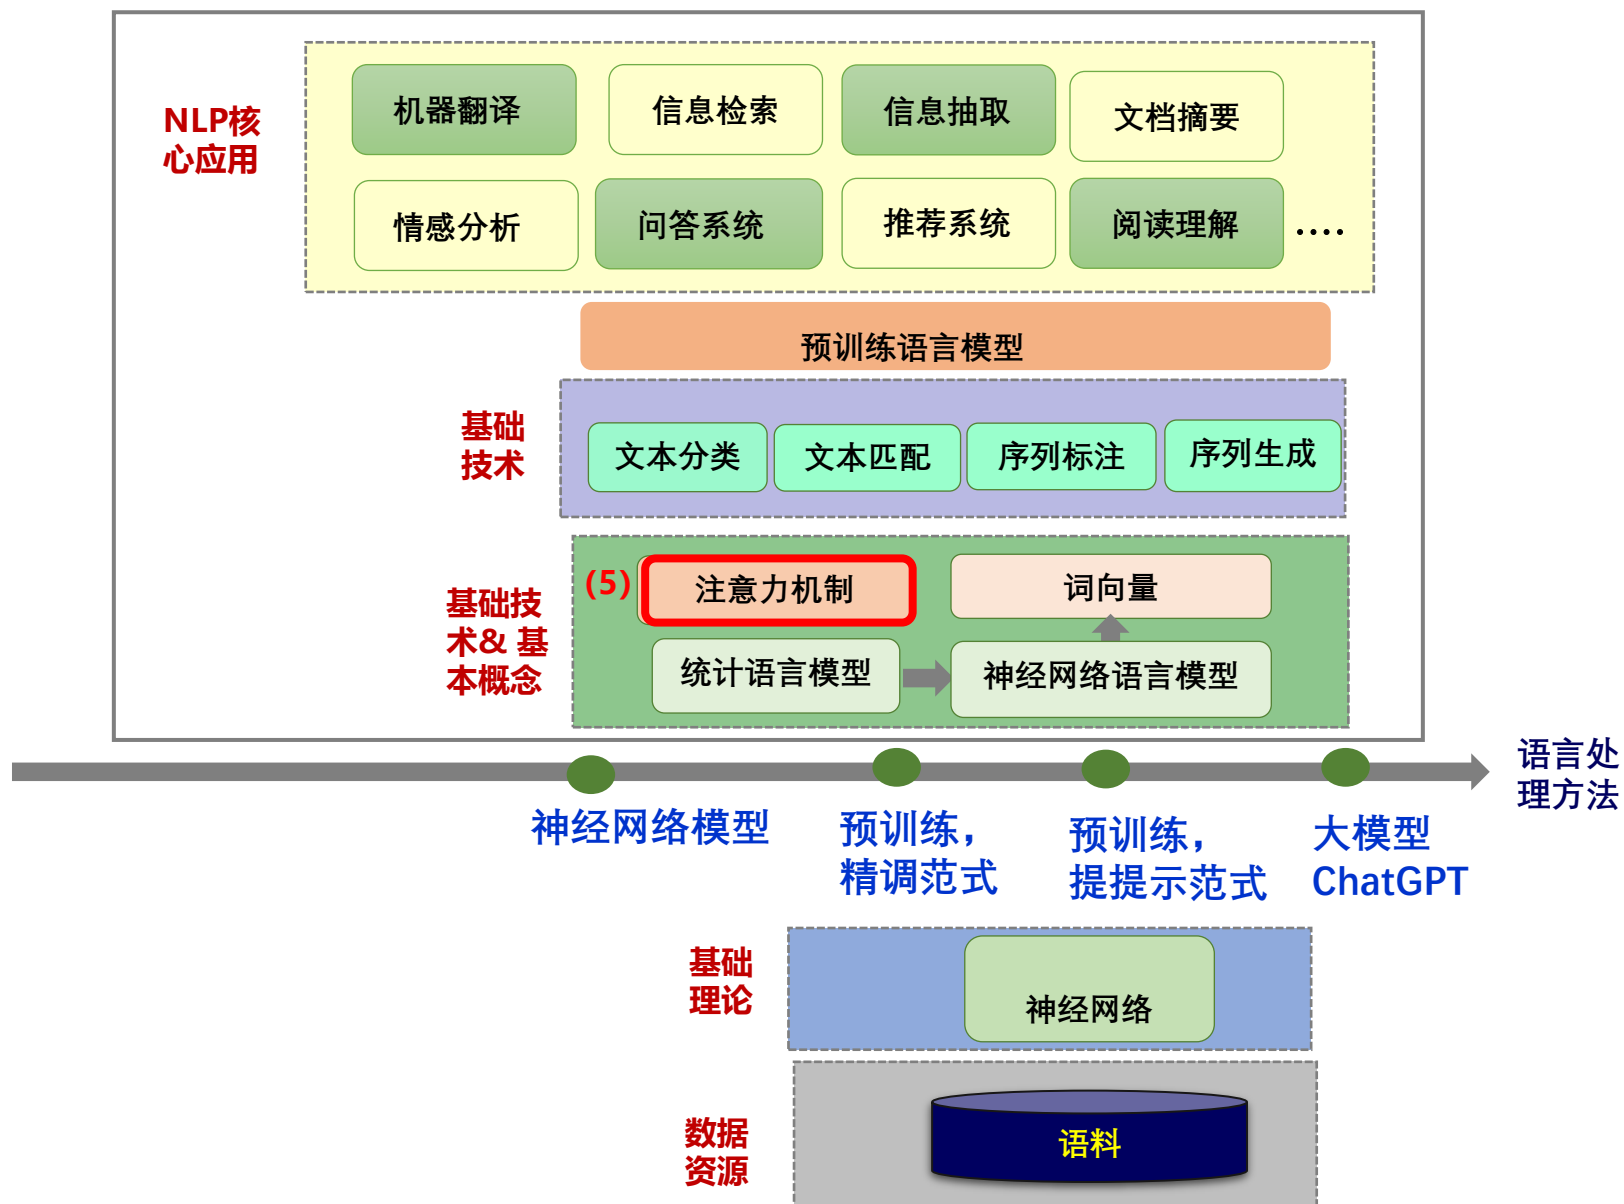 NLP核
心应用
机器翻译
信息检索
信息抽取
文档摘要
情感分析
问答系统
推荐系统
阅读理解
....
预训练语言模型
基础
技术
文本分类
文本匹配
序列标注
序列生成
基础技
术& 基
本概念
(5)
注意力机制
词向量
统计语言模型
神经网络语言模型
语言处
理方法
神经网络模型
预训练，
精调范式
预训练，
提提示范式
大模型
ChatGPT
基础
理论
神经网络
数据
资源
语料